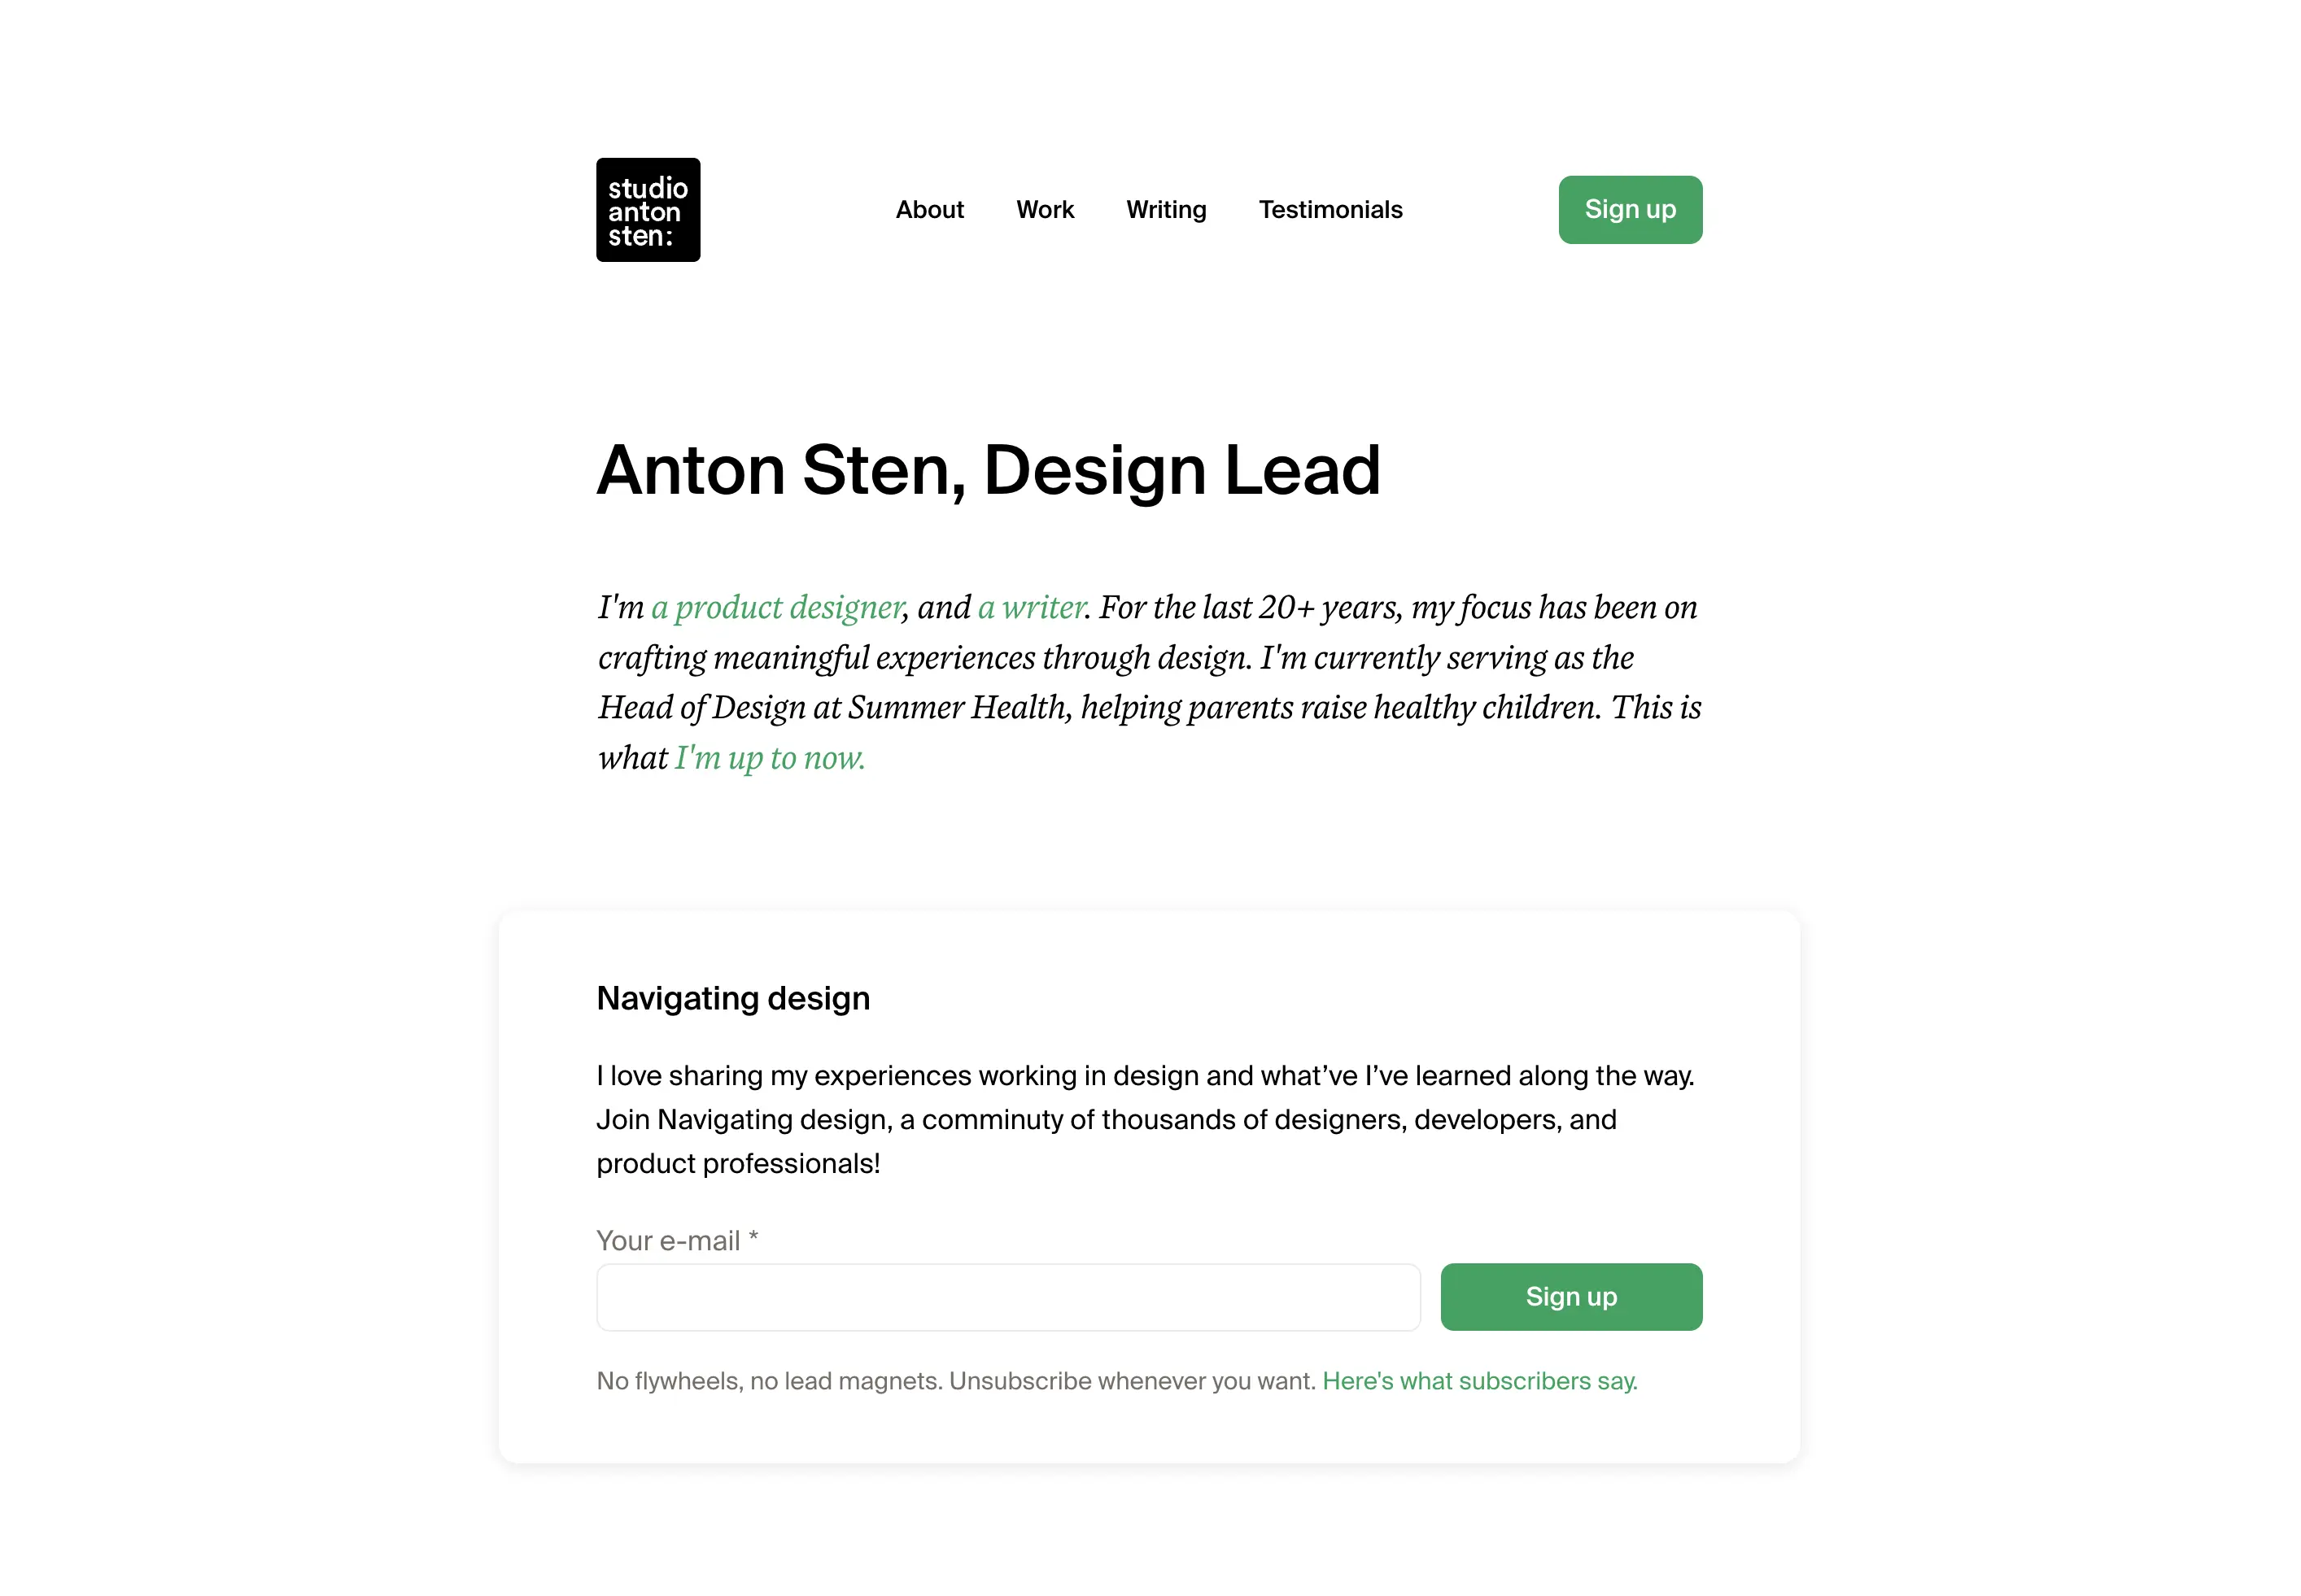 studio
anton
sten:
About Work Writing Testimonials
Sign up
Anton Sten, Design Lead
I'm a product designer, and a writer. For the last 20+ years, my focus has been on
crafting meaningful experiences through design. I'm currently serving as the
Head of Design at Summer Health, helping parents raise healthy children. This is
what I'm up to now.
Navigating design
I love sharing my experiences working in design and what’ve I’ve learned along the way.
Join Navigating design, a comminuty of thousands of designers, developers, and
product professionals!
Your e-mail *
Sign up
No flywheels, no lead magnets. Unsubscribe whenever you want. Here's what subscribers say.